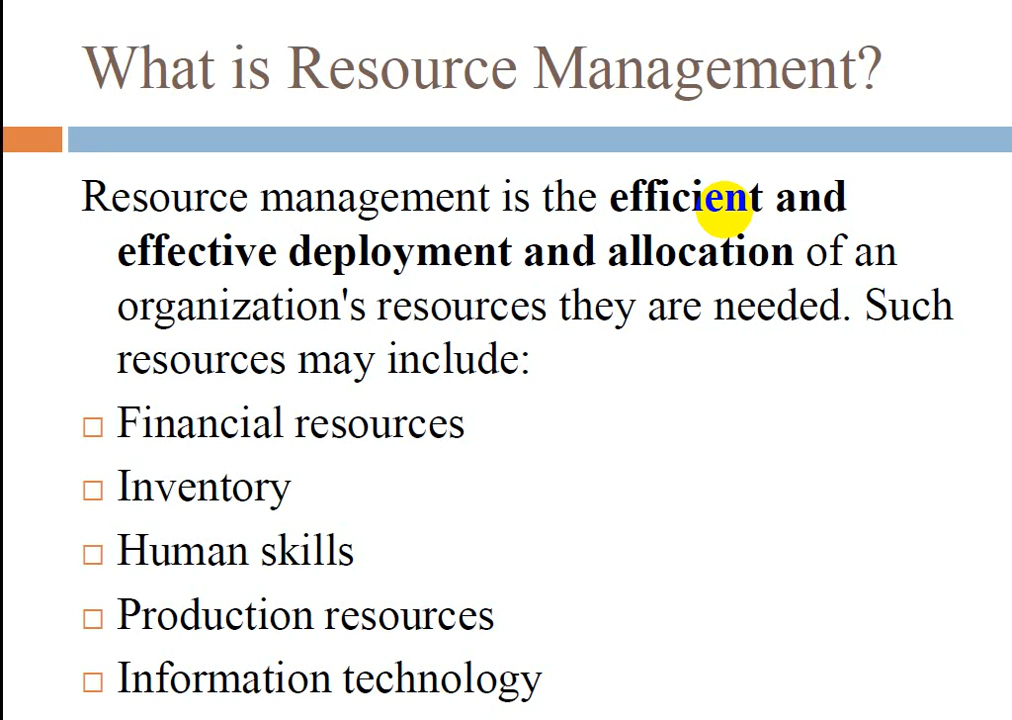 What is Resource Management?
Resource management is the efficient and
effective deployment and allocation of an
organization's resources they are needed. Such
resources may include:
Financial resources
Inventory
Human skills
Production resources
Information technology